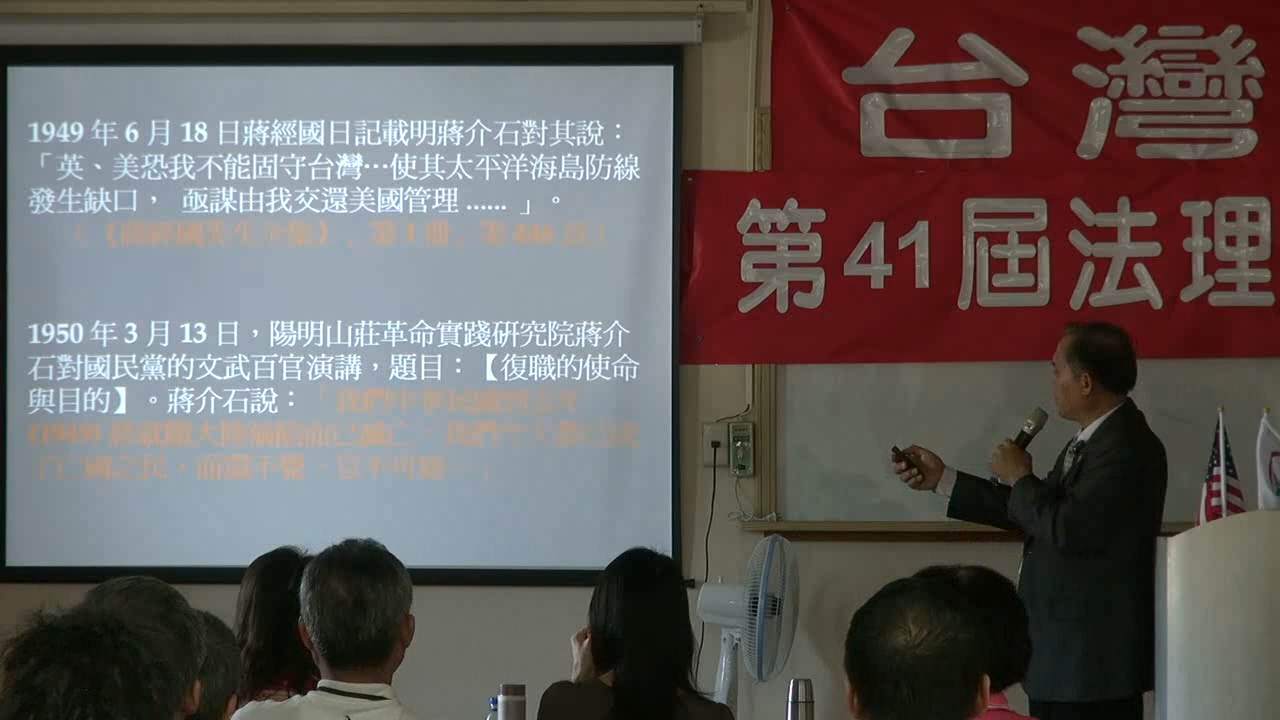 1949 年 6 月 18 日蔣經國日記載明蔣介石對其說：
「英、美恐我不能固守台灣…使其太平洋海島防線
發生缺口， 亟謀由我交還美國管理 ...... 」。
1950 年 3 月 13 日，陽明山莊革命實踐研究院蔣介
石對國民黨的文武百官演講，題目：【復職的使命
與目的】。蔣介石說：
台灣
第41屆法理